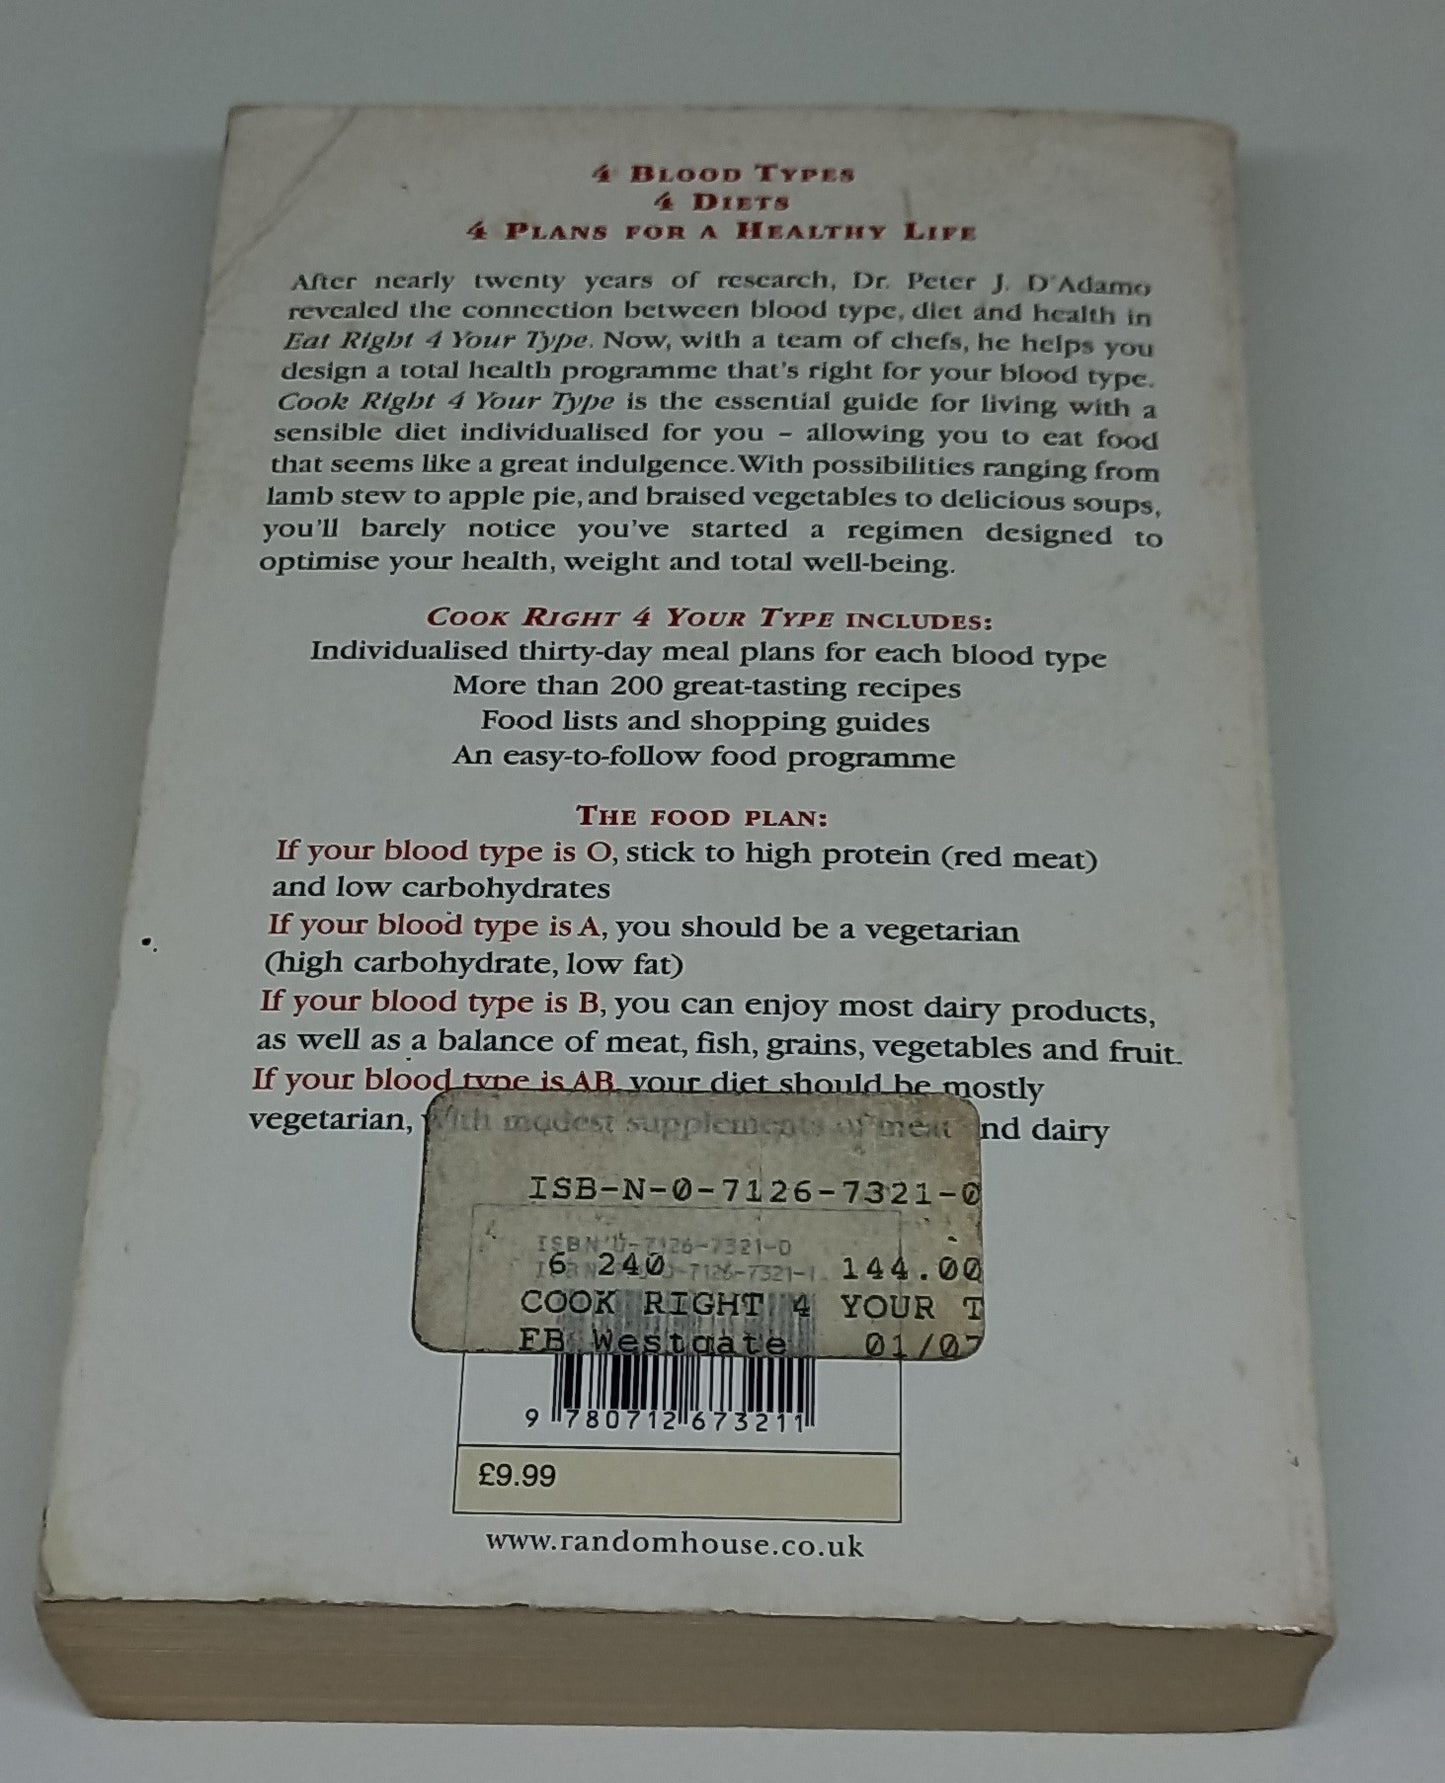 4 BLOOD TYPES
4 DIETS
4 PLANS FOR A HEALTHY LIFE
After nearly twenty years of research, Dr. Peter J. D'Adamo
revealed the connection between blood type, diet and health in
Eat Right 4 Your Type. Now, with a team of chefs, he helps you
design a total health programme that's right for your blood type.
Cook Right 4 Your Type is the essential guide for living with a
sensible diet individualised for you – allowing you to eat food
that seems like a great indulgence. With possibilities ranging from
lamb stew to apple pie, and braised vegetables to delicious soups,
you'll barely notice you've started a regimen designed to
optimise your health, weight and total well-being.
COOK RIGHT 4 YOUR TYPE INCLUDES:
Individualised thirty-day meal plans for each blood type
More than 200 great-tasting recipes
Food lists and shopping guides
An easy-to-follow food programme
THE FOOD PLAN:
If your blood type is O, stick to high protein (red meat)
and low carbohydrates
If your blood type is A, you should be a vegetarian
(high carbohydrate, low fat)
If your blood type is B, you can enjoy most dairy products,
as well as a balance of meat, fish, grains, vegetables and fruit.
If your blood type is AB, your diet should be mostly
vegetarian, with modest supplements of meat and dairy
ISB-N-0-7126-7321-0
ISBN 0-7126-7321-0
6 240 144.00
COOK RIGHT 4 YOUR T
EB Westgate 01/07
9 780712 673211
£9.99
www.randomhouse.co.uk